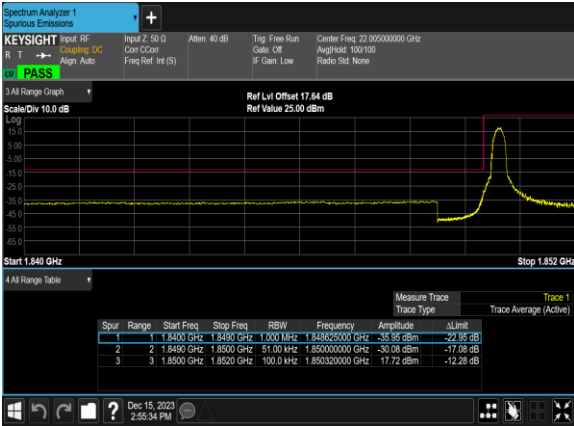 Spectrum Analyzer 1
Spurious Emissions
+
KEYSIGHT Input: RF Input Z: 50 Ω Atten: 40 dB Trig: Free Run Center Freq: 22.005000000 GHz
R T Coupling: DC Corr CCorr Gate: Off Avg|Hold: 100/100
Align: Auto Freq Ref: Int (S) IF Gain: Low Radio Std: None
LW PASS
3 All Range Graph
Ref Lvl Offset 17.64 dB
Scale/Div 10.0 dB Ref Value 25.00 dBm
Log
15.0
5.00
-5.00
-15.0
-25.0
-35.0
-45.0
-55.0
-65.0
Start 1.840 GHz Stop 1.852 GHz
4 All Range Table
Measure Trace Trace 1
Trace Type Trace Average (Active)
Spur Range Start Freq Stop Freq RBW Frequency Amplitude ΔLimit
1 1 1.8400 GHz 1.8490 GHz 1.000 MHz 1.848625000 GHz -35.95 dBm -22.95 dB
2 2 1.8490 GHz 1.8500 GHz 51.00 kHz 1.850000000 GHz -30.08 dBm -17.08 dB
3 3 1.8500 GHz 1.8520 GHz 100.0 kHz 1.850320000 GHz 17.72 dBm -12.28 dB
? Dec 15, 2023
2:55:34 PM